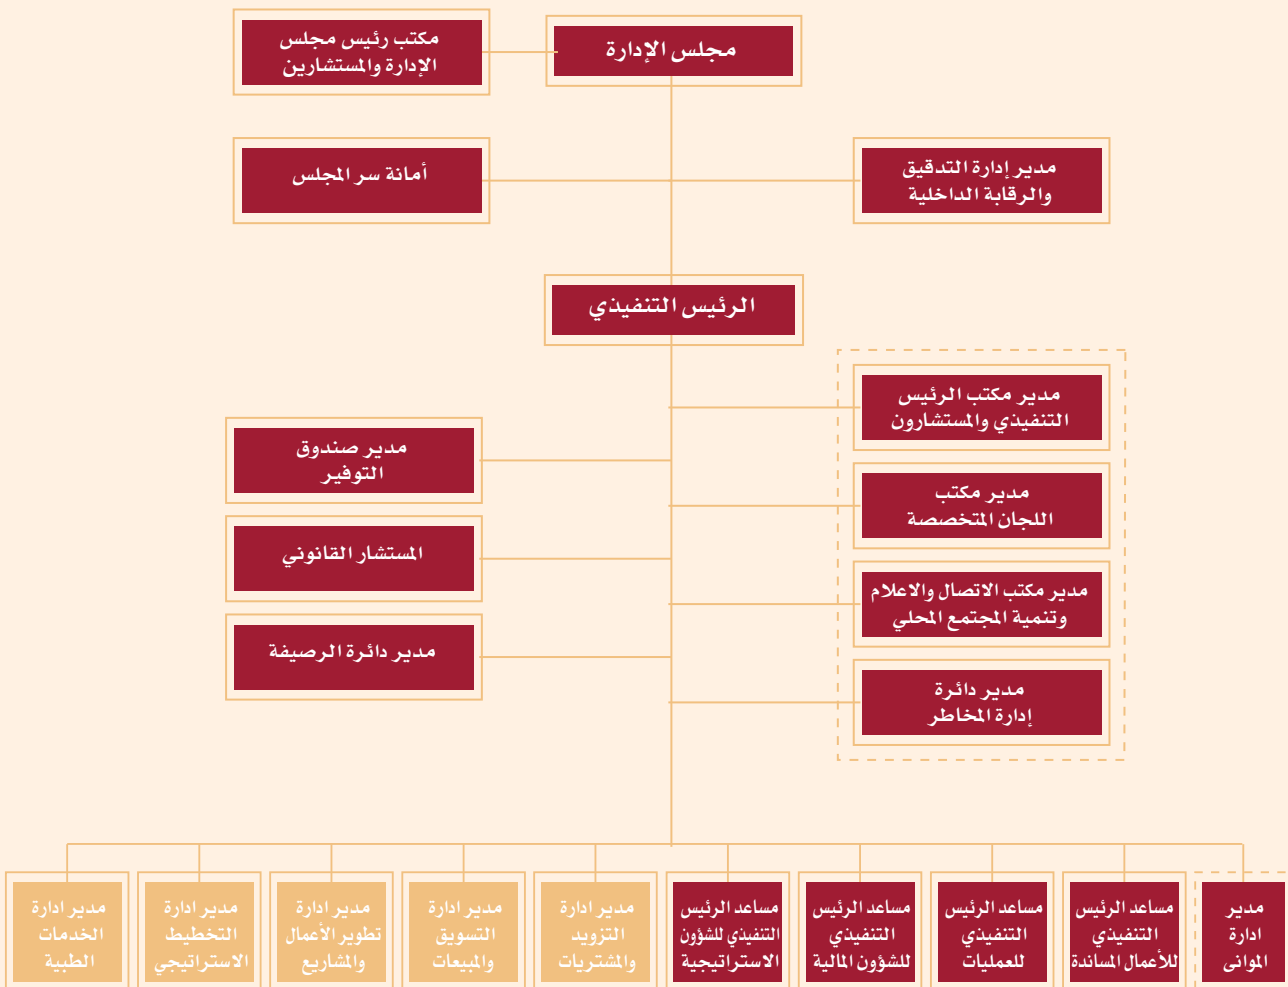 مجلس الإدارة
مكتب رئيس مجلس
الإدارة والمستشارين
مدير إدارة التدقيق
والرقابة الداخلية
أمانة سر المجلس
الرئيس التنفيذي
مدير مكتب الرئيس
التنفيذي والمستشارون
مدير صندوق
التوفير
مدير مكتب
اللجان المتخصصة
المستشار القانوني
مدير مكتب الاتصال والاعلام
وتنمية المجتمع المحلي
مدير دائرة الرصيفة
مدير دائرة
إدارة المخاطر
مدير
ادارة
الموانى
مساعد الرئيس
التنفيذي
للأعمال المساندة
مساعد الرئيس
التنفيذي
للعمليات
مساعد الرئيس
التنفيذي
للشؤون المالية
مساعد الرئيس
التنفيذي للشؤون
الاستراتيجية
مدير ادارة
التزويد
والمشتريات
مدير ادارة
التسويق
والمبيعات
مدير ادارة
تطوير الأعمال
والمشاريع
مدير ادارة
التخطيط
الاستراتيجي
مدير ادارة
الخدمات
الطبية